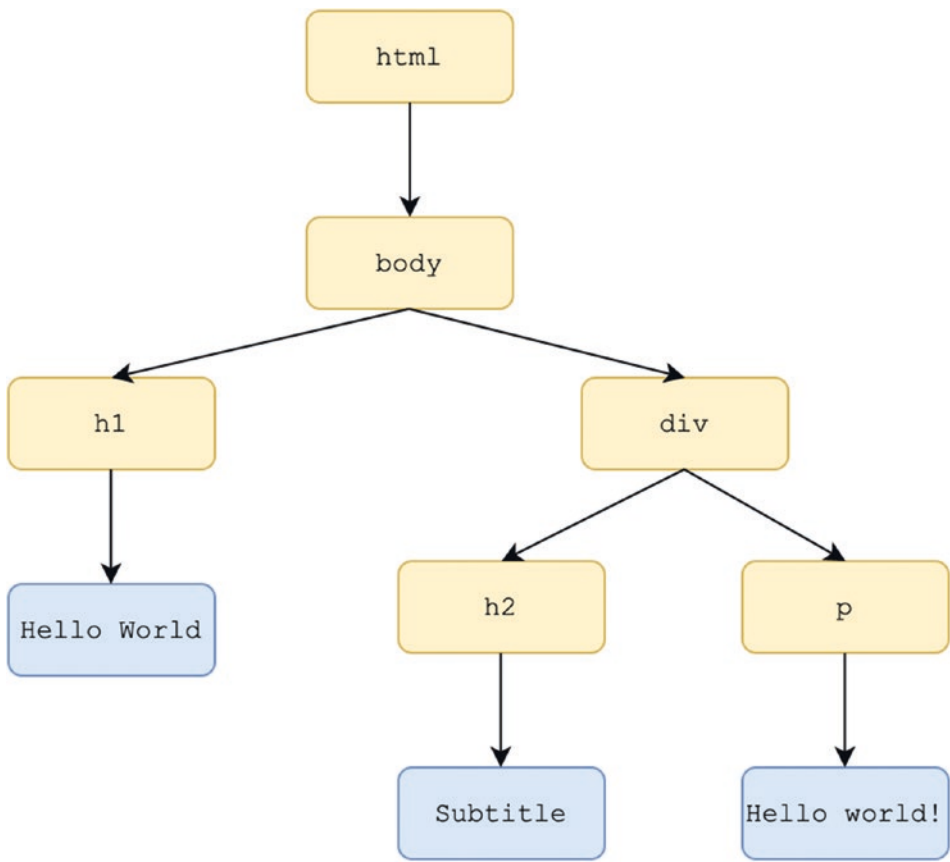 html
body
h1
div
h2
p
Hello World
Subtitle
Hello world!